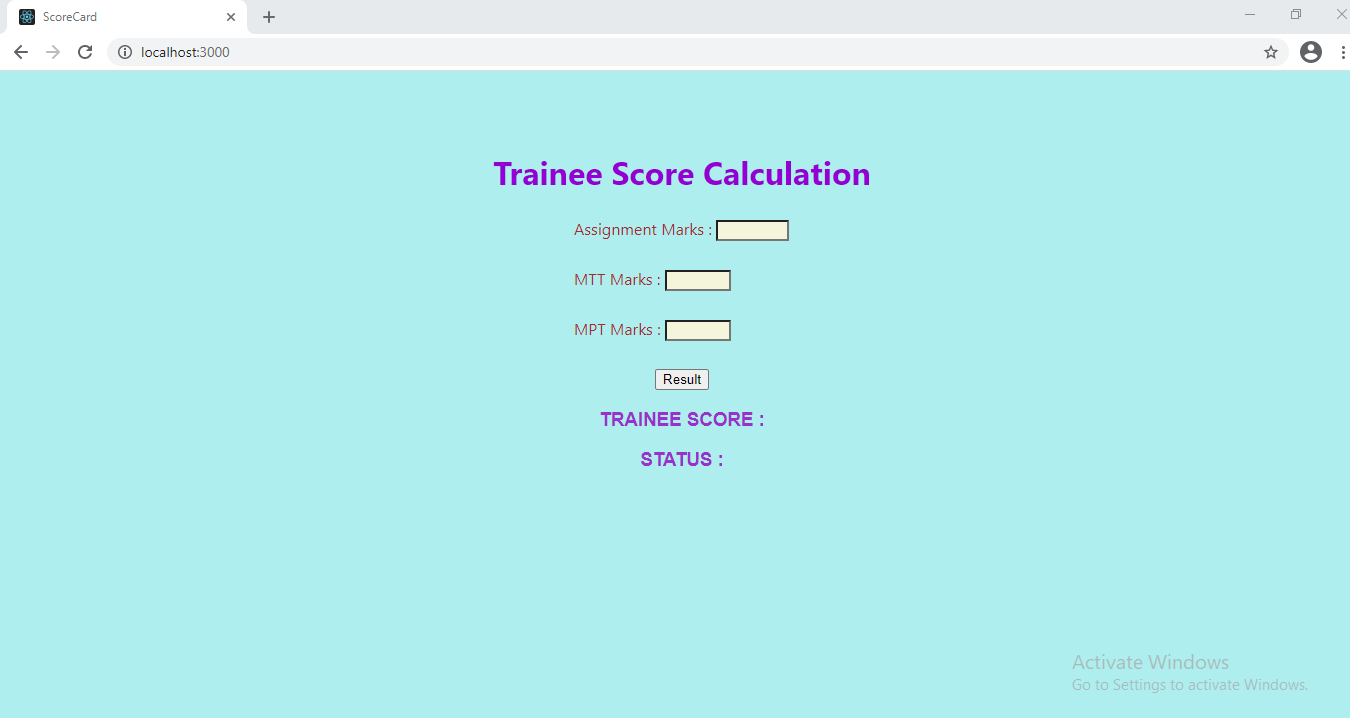 ScoreCard
localhost:3000
Trainee Score Calculation
Assignment Marks :
MTT Marks :
MPT Marks :
Result
TRAINEE SCORE :
STATUS :
Activate Windows
Go to Settings to activate Windows.